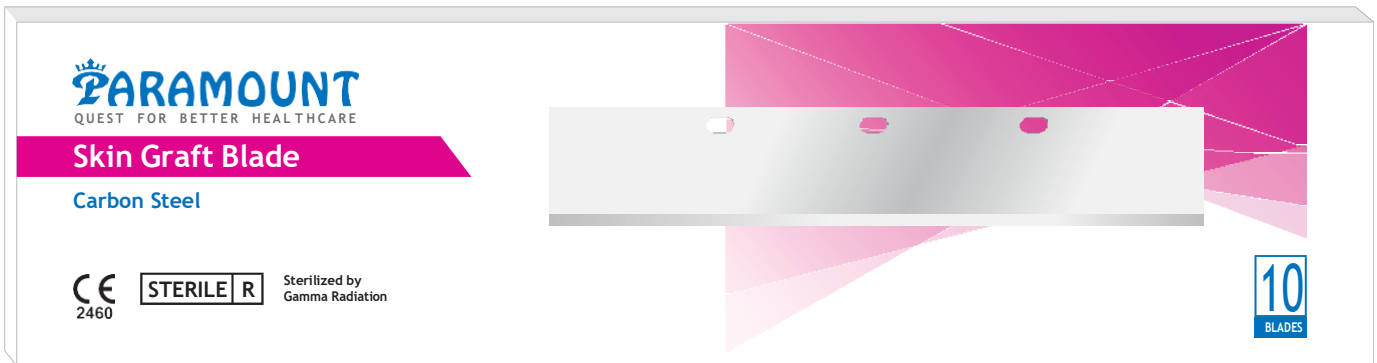 PARAMOUNT
QUEST FOR BETTER HEALTHCARE
Skin Graft Blade
Carbon Steel
CE
2460
STERILE R
Sterilized by
Gamma Radiation
10
BLADES